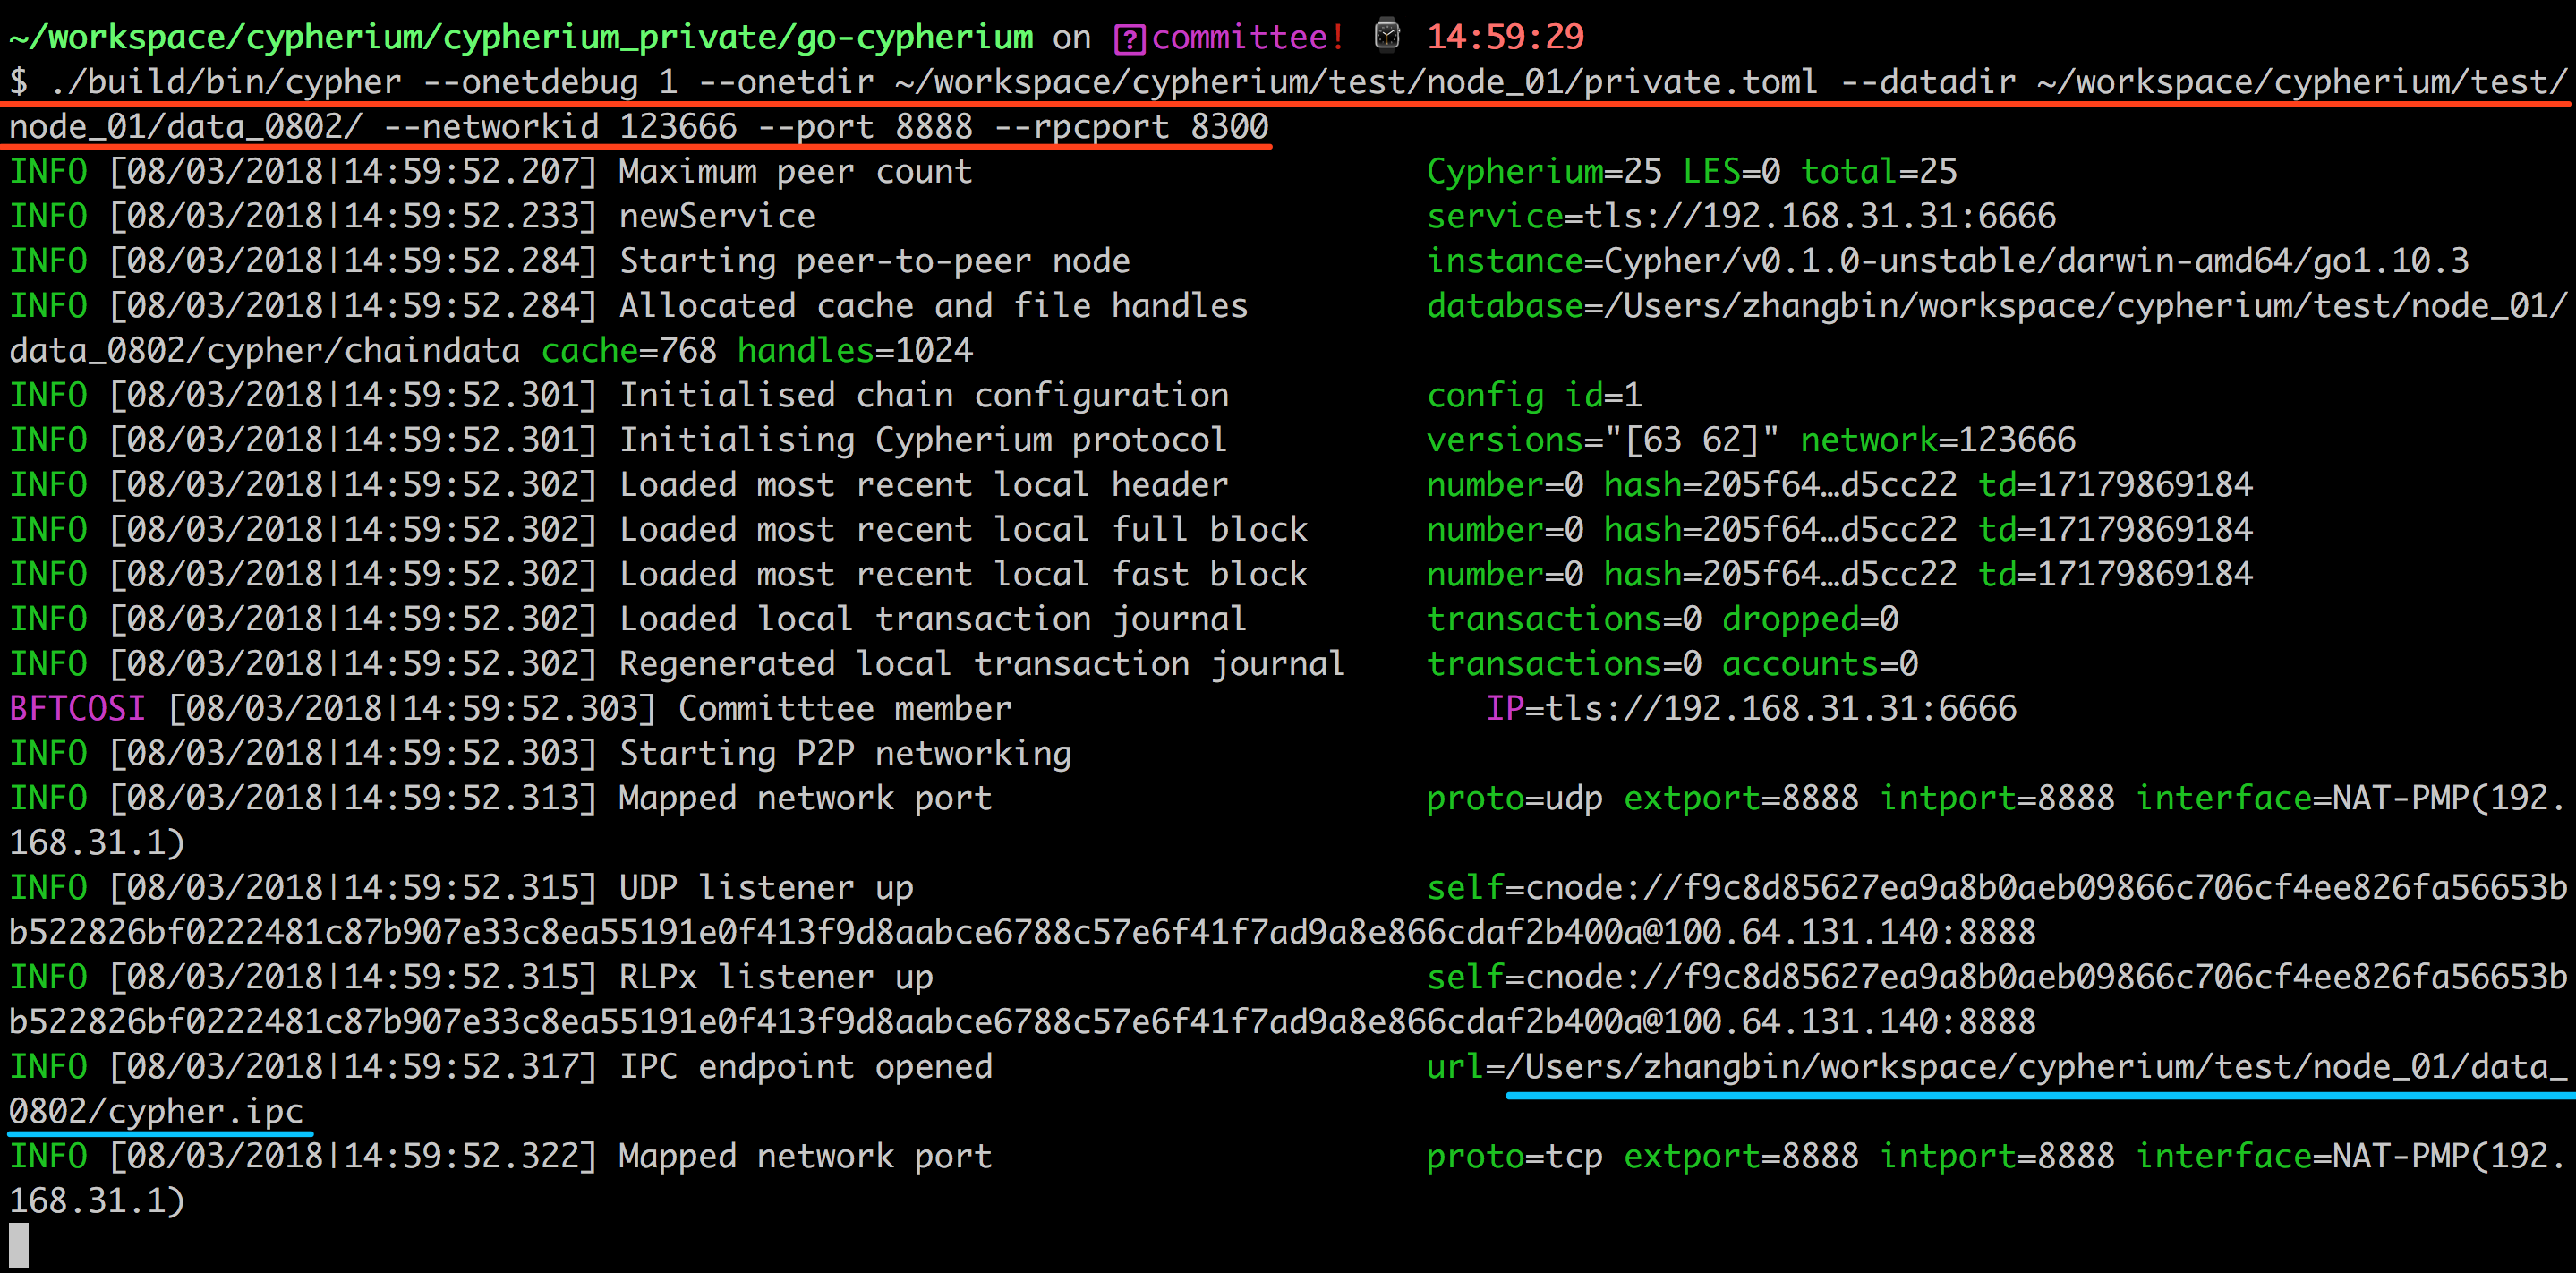 ~/workspace/cypherium/cypherium_private/go-cypherium on ?committee! ⌚ 14:59:29
$ ./build/bin/cypher --onetdebug 1 --onetdir ~/workspace/cypherium/test/node_01/private.toml --datadir ~/workspace/cypherium/test/
node_01/data_0802/ --networkid 123666 --port 8888 --rpcport 8300
INFO [08/03/2018|14:59:52.207] Maximum peer count Cypherium=25 LES=0 total=25
INFO [08/03/2018|14:59:52.233] newService service=tls://192.168.31.31:6666
INFO [08/03/2018|14:59:52.284] Starting peer-to-peer node instance=Cypher/v0.1.0-unstable/darwin-amd64/go1.10.3
INFO [08/03/2018|14:59:52.284] Allocated cache and file handles database=/Users/zhangbin/workspace/cypherium/test/node_01/
data_0802/cypher/chaindata cache=768 handles=1024
INFO [08/03/2018|14:59:52.301] Initialised chain configuration config id=1
INFO [08/03/2018|14:59:52.301] Initialising Cypherium protocol versions="[63 62]" network=123666
INFO [08/03/2018|14:59:52.302] Loaded most recent local header number=0 hash=205f64…d5cc22 td=17179869184
INFO [08/03/2018|14:59:52.302] Loaded most recent local full block number=0 hash=205f64…d5cc22 td=17179869184
INFO [08/03/2018|14:59:52.302] Loaded most recent local fast block number=0 hash=205f64…d5cc22 td=17179869184
INFO [08/03/2018|14:59:52.302] Loaded local transaction journal transactions=0 dropped=0
INFO [08/03/2018|14:59:52.302] Regenerated local transaction journal transactions=0 accounts=0
BFTCOSI [08/03/2018|14:59:52.303] Committtee member IP=tls://192.168.31.31:6666
INFO [08/03/2018|14:59:52.303] Starting P2P networking
INFO [08/03/2018|14:59:52.313] Mapped network port proto=udp extport=8888 intport=8888 interface=NAT-PMP(192.
168.31.1)
INFO [08/03/2018|14:59:52.315] UDP listener up self=cnode://f9c8d85627ea9a8b0aeb09866c706cf4ee826fa56653b
b522826bf0222481c87b907e33c8ea55191e0f413f9d8aabce6788c57e6f41f7ad9a8e866cdaf2b400a@100.64.131.140:8888
INFO [08/03/2018|14:59:52.315] RLPx listener up self=cnode://f9c8d85627ea9a8b0aeb09866c706cf4ee826fa56653b
b522826bf0222481c87b907e33c8ea55191e0f413f9d8aabce6788c57e6f41f7ad9a8e866cdaf2b400a@100.64.131.140:8888
INFO [08/03/2018|14:59:52.317] IPC endpoint opened url=/Users/zhangbin/workspace/cypherium/test/node_01/data_
0802/cypher.ipc
INFO [08/03/2018|14:59:52.322] Mapped network port proto=tcp extport=8888 intport=8888 interface=NAT-PMP(192.
168.31.1)